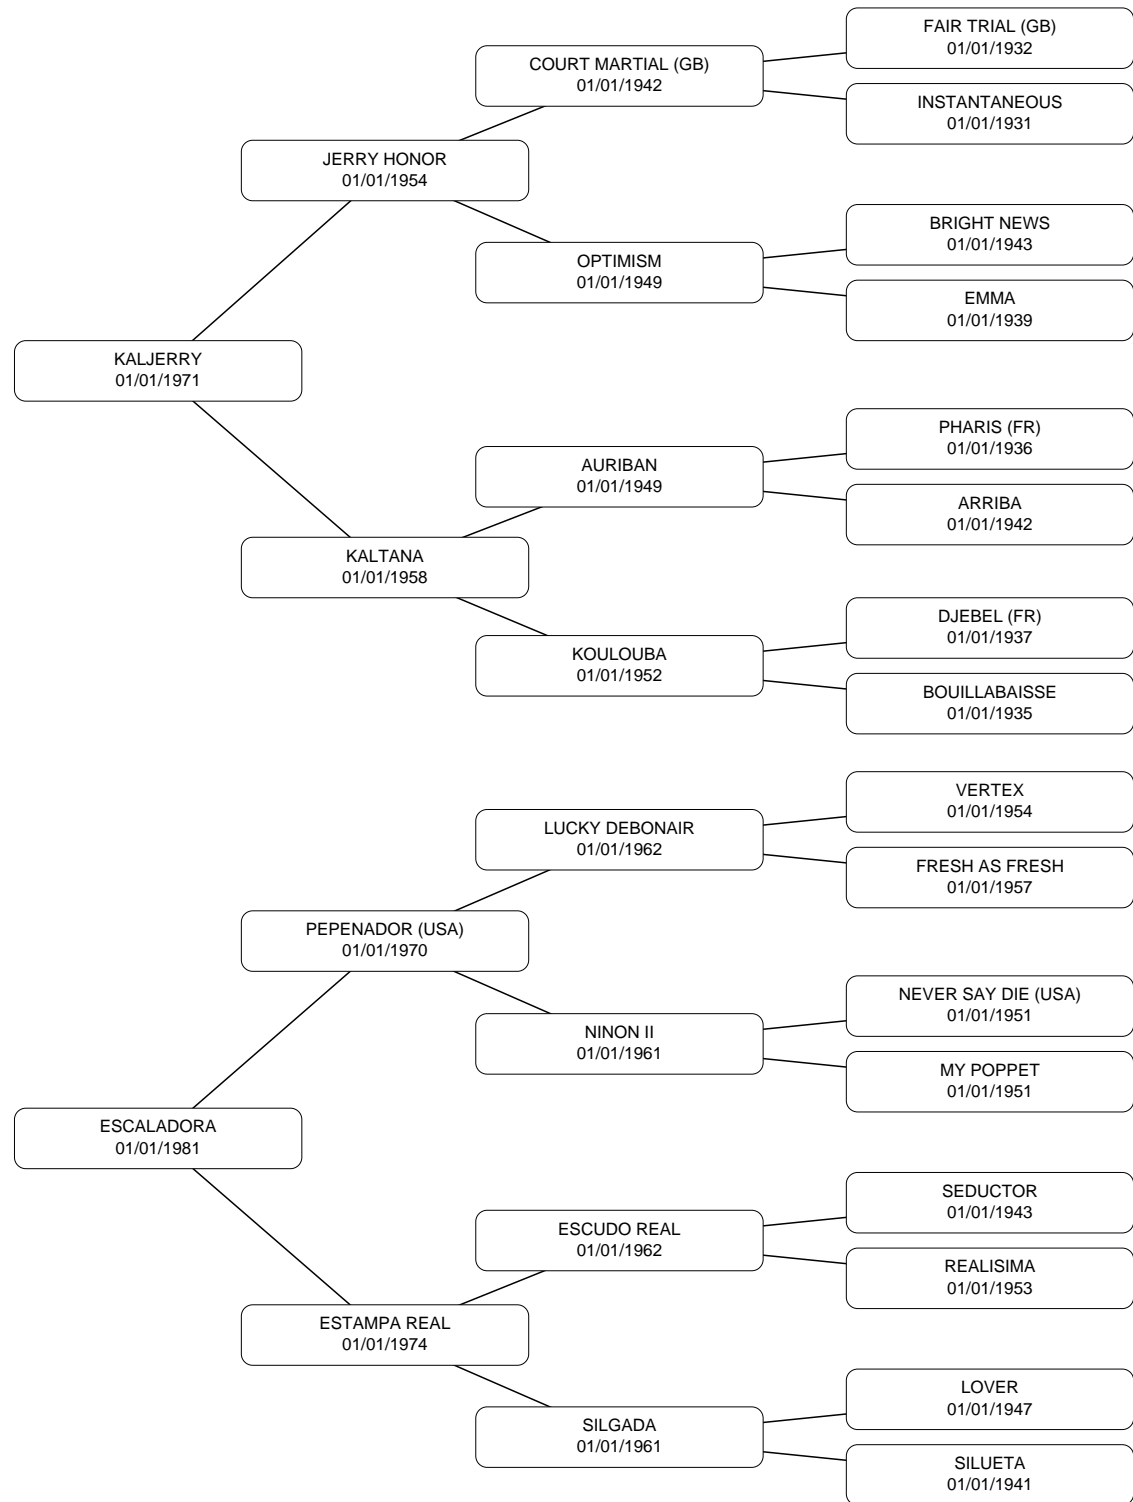 FAIR TRIAL (GB)
01/01/1932
COURT MARTIAL (GB)
01/01/1942
INSTANTANEOUS
01/01/1931
JERRY HONOR
01/01/1954
BRIGHT NEWS
01/01/1943
OPTIMISM
01/01/1949
EMMA
01/01/1939
KALJERRY
01/01/1971
PHARIS (FR)
01/01/1936
AURIBAN
01/01/1949
ARRIBA
01/01/1942
KALTANA
01/01/1958
DJEBEL (FR)
01/01/1937
KOULOUBA
01/01/1952
BOUILLABAISSE
01/01/1935
VERTEX
01/01/1954
LUCKY DEBONAIR
01/01/1962
FRESH AS FRESH
01/01/1957
PEPENADOR (USA)
01/01/1970
NEVER SAY DIE (USA)
01/01/1951
NINON II
01/01/1961
MY POPPET
01/01/1951
ESCALADORA
01/01/1981
SEDUCTOR
01/01/1943
ESCUDO REAL
01/01/1962
REALISIMA
01/01/1953
ESTAMPA REAL
01/01/1974
LOVER
01/01/1947
SILGADA
01/01/1961
SILUETA
01/01/1941